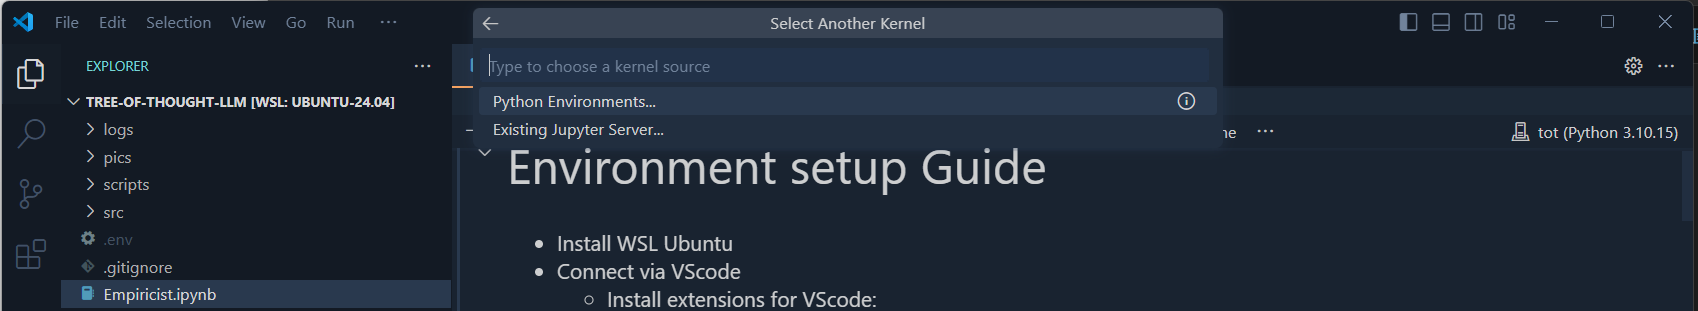 File Edit Selection View Go Run ···
Select Another Kernel
Type to choose a kernel source
Python Environments...
Existing Jupyter Server...
EXPLORER ···
TREE-OF-THOUGHT-LLM [WSL: UBUNTU-24.04]
logs
pics
scripts
src
.env
.gitignore
Empiricist.ipynb
ne ··· tot (Python 3.10.15)
Environment setup Guide
• Install WSL Ubuntu
• Connect via VScode
◦ Install extensions for VScode: